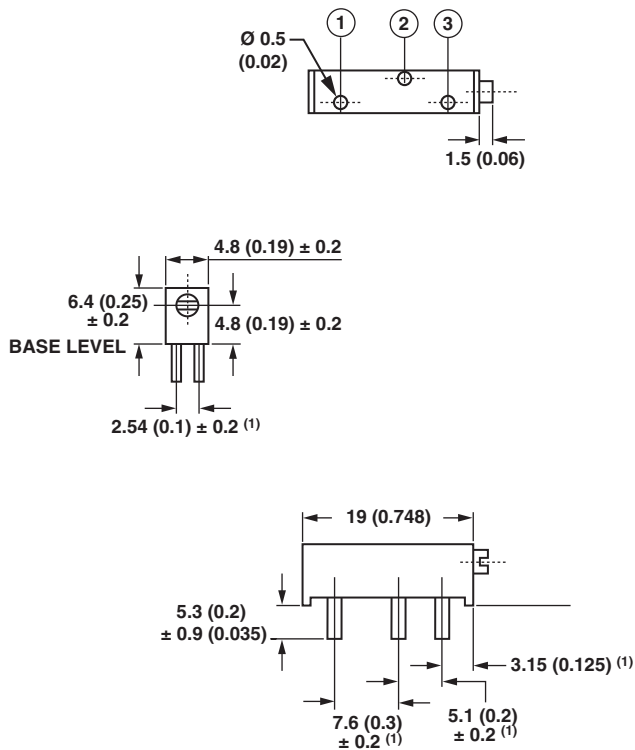 1
2
3
Ø 0.5
(0.02)
1.5 (0.06)
4.8 (0.19) ± 0.2
6.4 (0.25)
± 0.2
4.8 (0.19) ± 0.2
BASE LEVEL
2.54 (0.1) ± 0.2 (1)
19 (0.748)
5.3 (0.2)
± 0.9 (0.035)
3.15 (0.125) (1)
7.6 (0.3)
± 0.2 (1)
5.1 (0.2)
± 0.2 (1)